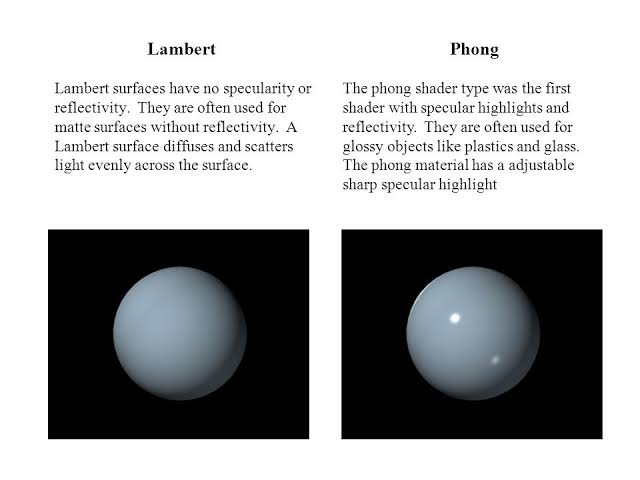 Lambert
Lambert surfaces have no specularity or
reflectivity. They are often used for
matte surfaces without reflectivity. A
Lambert surface diffuses and scatters
light evenly across the surface.
Phong
The phong shader type was the first
shader with specular highlights and
reflectivity. They are often used for
glossy objects like plastics and glass.
The phong material has a adjustable
sharp specular highlight